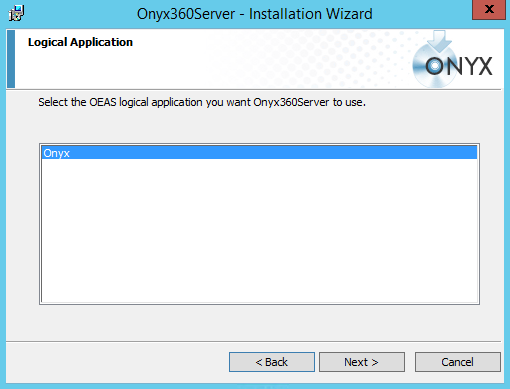 Onyx360Server - Installation Wizard
X
Logical Application
ONYX
Select the OEAS logical application you want Onyx360Server to use.
Onyx
< Back
Next >
Cancel